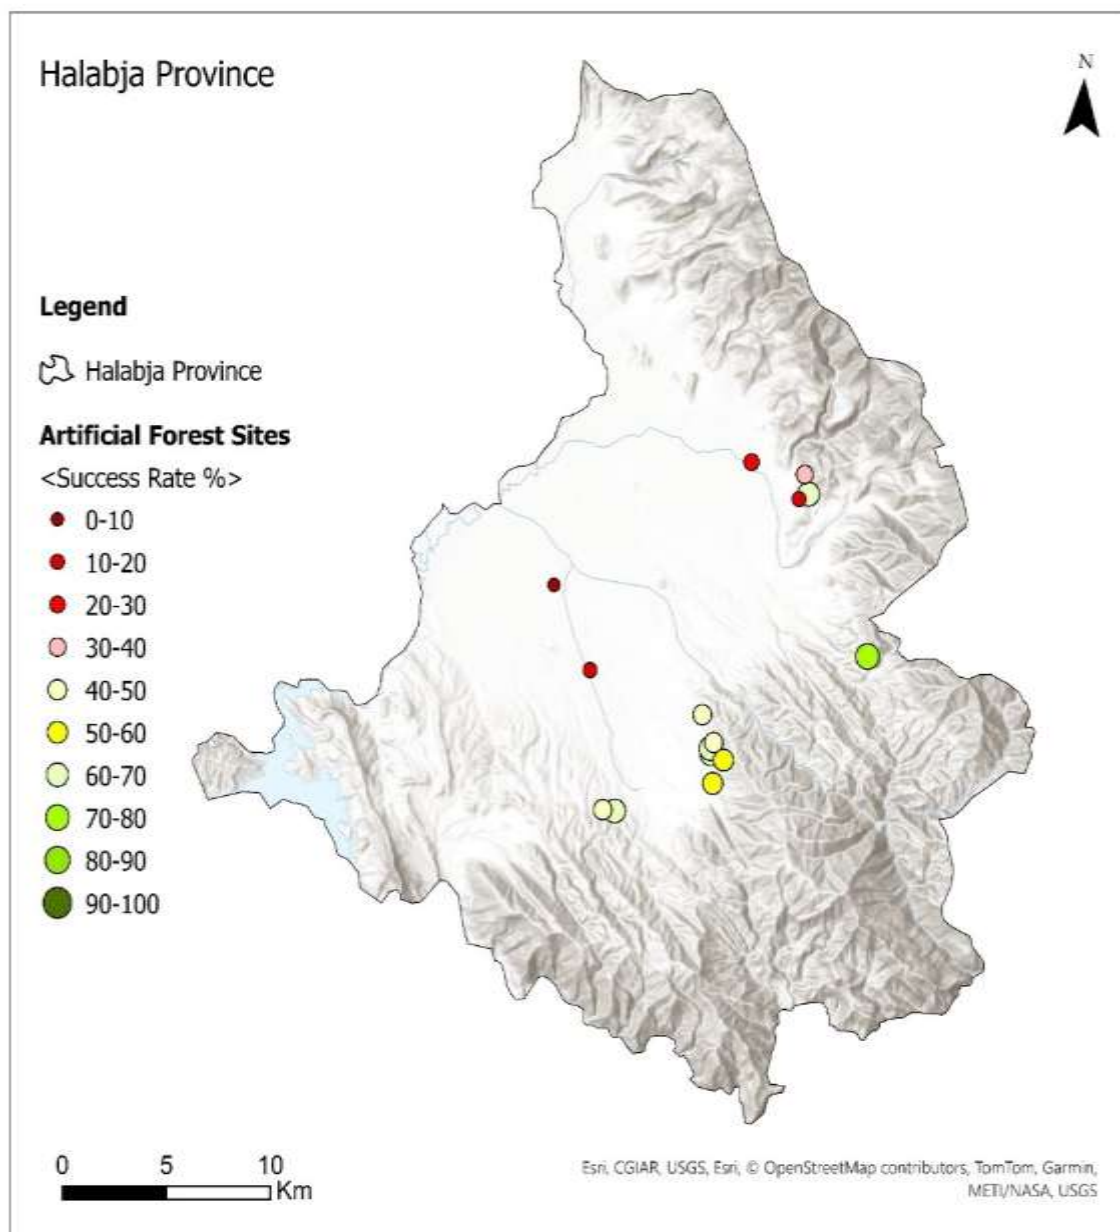 Halabja Province
N
Legend
Halabja Province
Artificial Forest Sites
<Success Rate %>
0-10
10-20
20-30
30-40
40-50
50-60
60-70
70-80
80-90
90-100
0 5 10
Km
Esri, CGIAR, USGS, Esri, © OpenStreetMap contributors, TomTom, Garmin,
METI/NASA, USGS